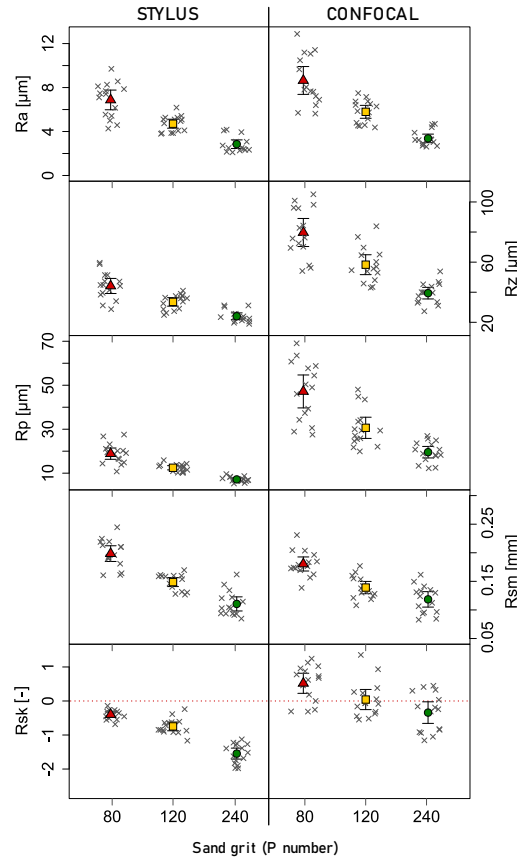 STYLUS CONFOCAL
Ra [µm]
12
8
4
0
Rz [µm]
100
60
20
Rp [µm]
70
50
30
10
Rsm [mm]
0.25
0.15
0.05
Rsk [-]
1
0
-1
-2
80 120 240 80 120 240
Sand grit (P number)